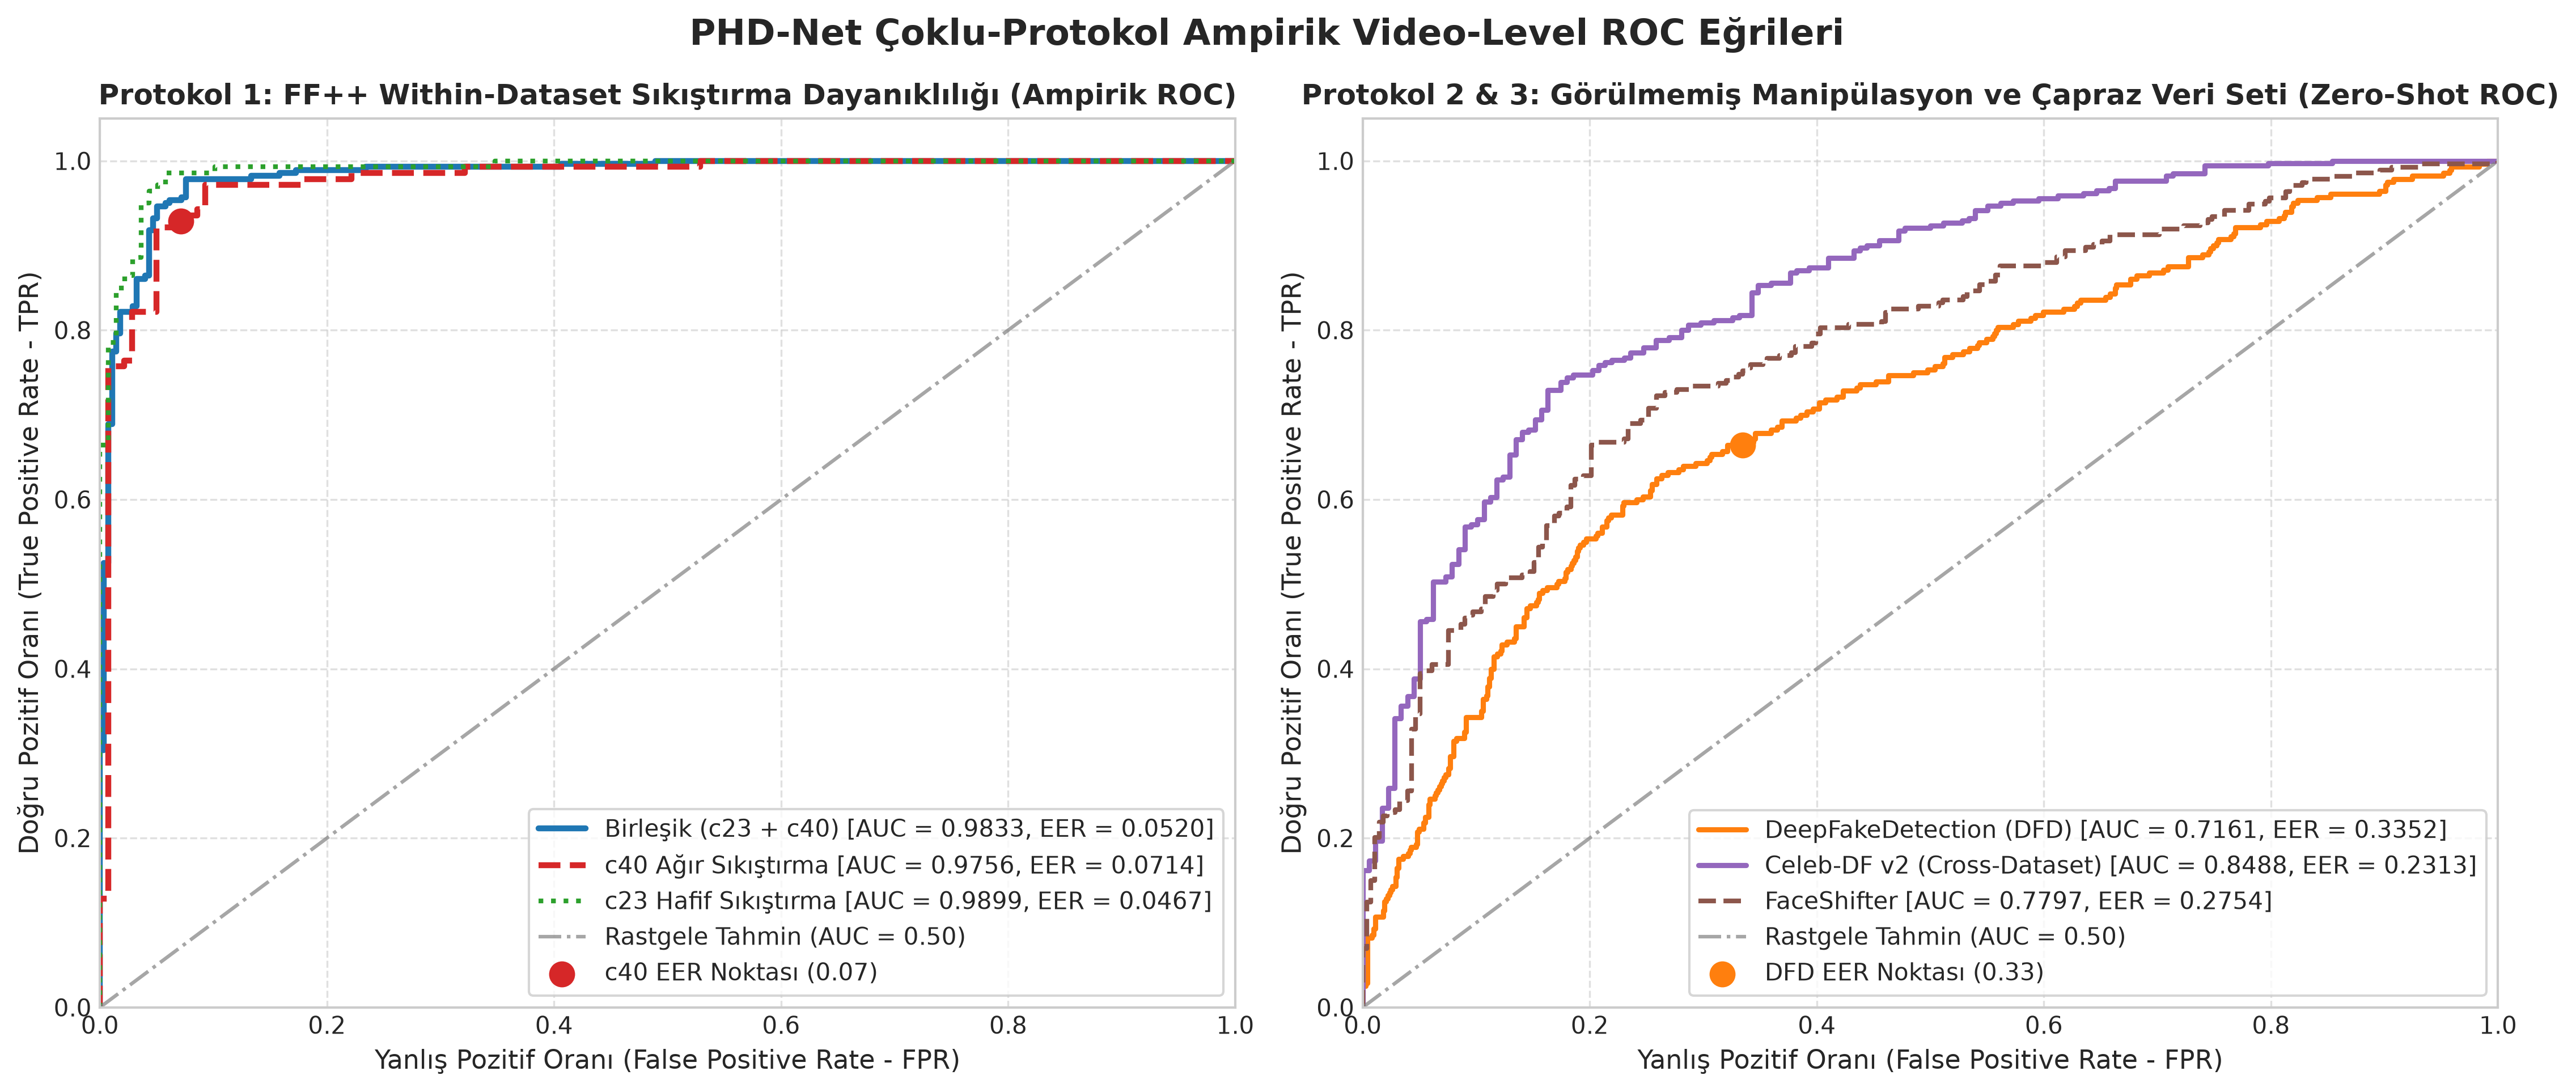 PHD-Net Çoklu-Protokol Ampirik Video-Level ROC Eğrileri
Protokol 1: FF++ Within-Dataset Sıkıştırma Dayanıklılığı (Ampirik ROC)
Doğru Pozitif Oranı (True Positive Rate - TPR)
1.0
0.8
0.6
0.4
0.2
0.0
Birleşik (c23 + c40) [AUC = 0.9833, EER = 0.0520]
c40 Ağır Sıkıştırma [AUC = 0.9756, EER = 0.0714]
c23 Hafif Sıkıştırma [AUC = 0.9899, EER = 0.0467]
Rastgele Tahmin (AUC = 0.50)
c40 EER Noktası (0.07)
0.0 0.2 0.4 0.6 0.8 1.0
Yanlış Pozitif Oranı (False Positive Rate - FPR)
Protokol 2 & 3: Görülmemiş Manipülasyon ve Çapraz Veri Seti (Zero-Shot ROC)
Doğru Pozitif Oranı (True Positive Rate - TPR)
1.0
0.8
0.6
0.4
0.2
0.0
DeepFakeDetection (DFD) [AUC = 0.7161, EER = 0.3352]
Celeb-DF v2 (Cross-Dataset) [AUC = 0.8488, EER = 0.2313]
FaceShifter [AUC = 0.7797, EER = 0.2754]
Rastgele Tahmin (AUC = 0.50)
DFD EER Noktası (0.33)
0.0 0.2 0.4 0.6 0.8 1.0
Yanlış Pozitif Oranı (False Positive Rate - FPR)